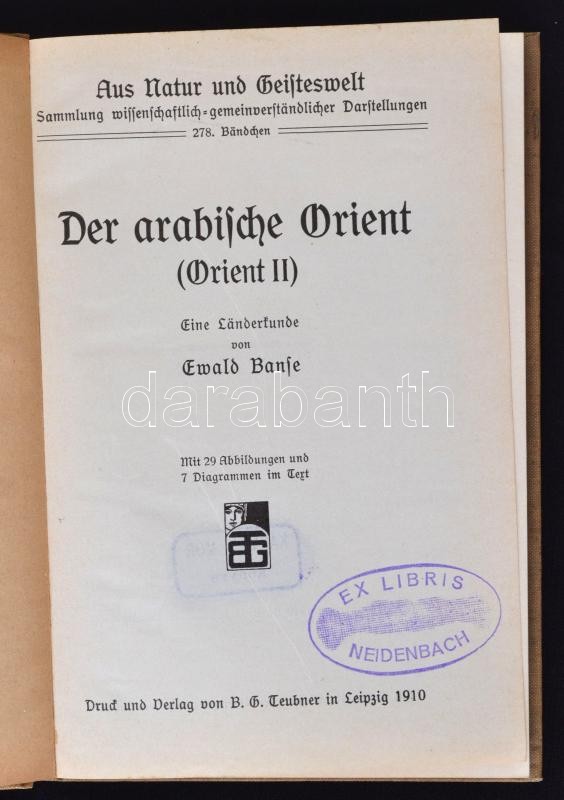 Aus Natur und Geisteswelt
Sammlung wissenschaftlich-gemeinverständlicher Darstellungen
278. Bändchen
Der arabische Orient
(Orient II)
Eine Länderkunde
von
Ewald Banse
darabanth
Mit 29 Abbildungen und
7 Diagrammen im Text
BTG
EX LIBRIS
NEIDENBACH
Druck und Verlag von B. G. Teubner in Leipzig 1910